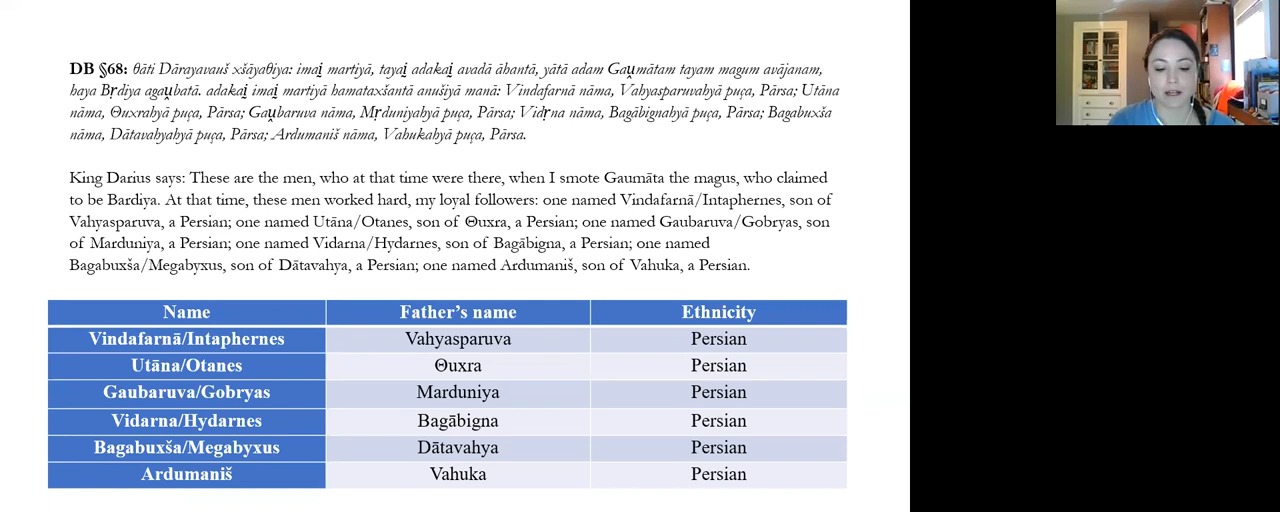 DB §68: θāti Dārayavauš xšāyaθiya: imai̯ martiyā, tayai̯ adakai̯ avadā āhantā, yātā adam Gau̯mātam tayam magum avājanam,
haya Br̥diya agau̯batā. adakai̯ imai̯ martiyā hamataxšantā anušiyā manā: Vindafarnā nāma, Vahyasparuvahyā puça, Pārsa; Utāna
nāma, Θuxrahyā puça, Pārsa; Gau̯baruva nāma, Mr̥duniyahyā puça, Pārsa; Vidr̥na nāma, Bagābignahyā puça, Pārsa; Bagabuxša
nāma, Dātavahyahyā puça, Pārsa; Ardumaniš nāma, Vahukahyā puça, Pārsa.
King Darius says: These are the men, who at that time were there, when I smote Gaumāta the magus, who claimed
to be Bardiya. At that time, these men worked hard, my loyal followers: one named Vindafarnā/Intaphernes, son of
Vahyasparuva, a Persian; one named Utāna/Otanes, son of Θuxra, a Persian; one named Gaubaruva/Gobryas, son
of Marduniya, a Persian; one named Vidarna/Hydarnes, son of Bagābigna, a Persian; one named
Bagabuxša/Megabyxus, son of Dātavahya, a Persian; one named Ardumaniš, son of Vahuka, a Persian.
Name Father's name Ethnicity
Vindafarnā/Intaphernes Vahyasparuva Persian
Utāna/Otanes Θuxra Persian
Gaubaruva/Gobryas Marduniya Persian
Vidarna/Hydarnes Bagābigna Persian
Bagabuxša/Megabyxus Dātavahya Persian
Ardumaniš Vahuka Persian